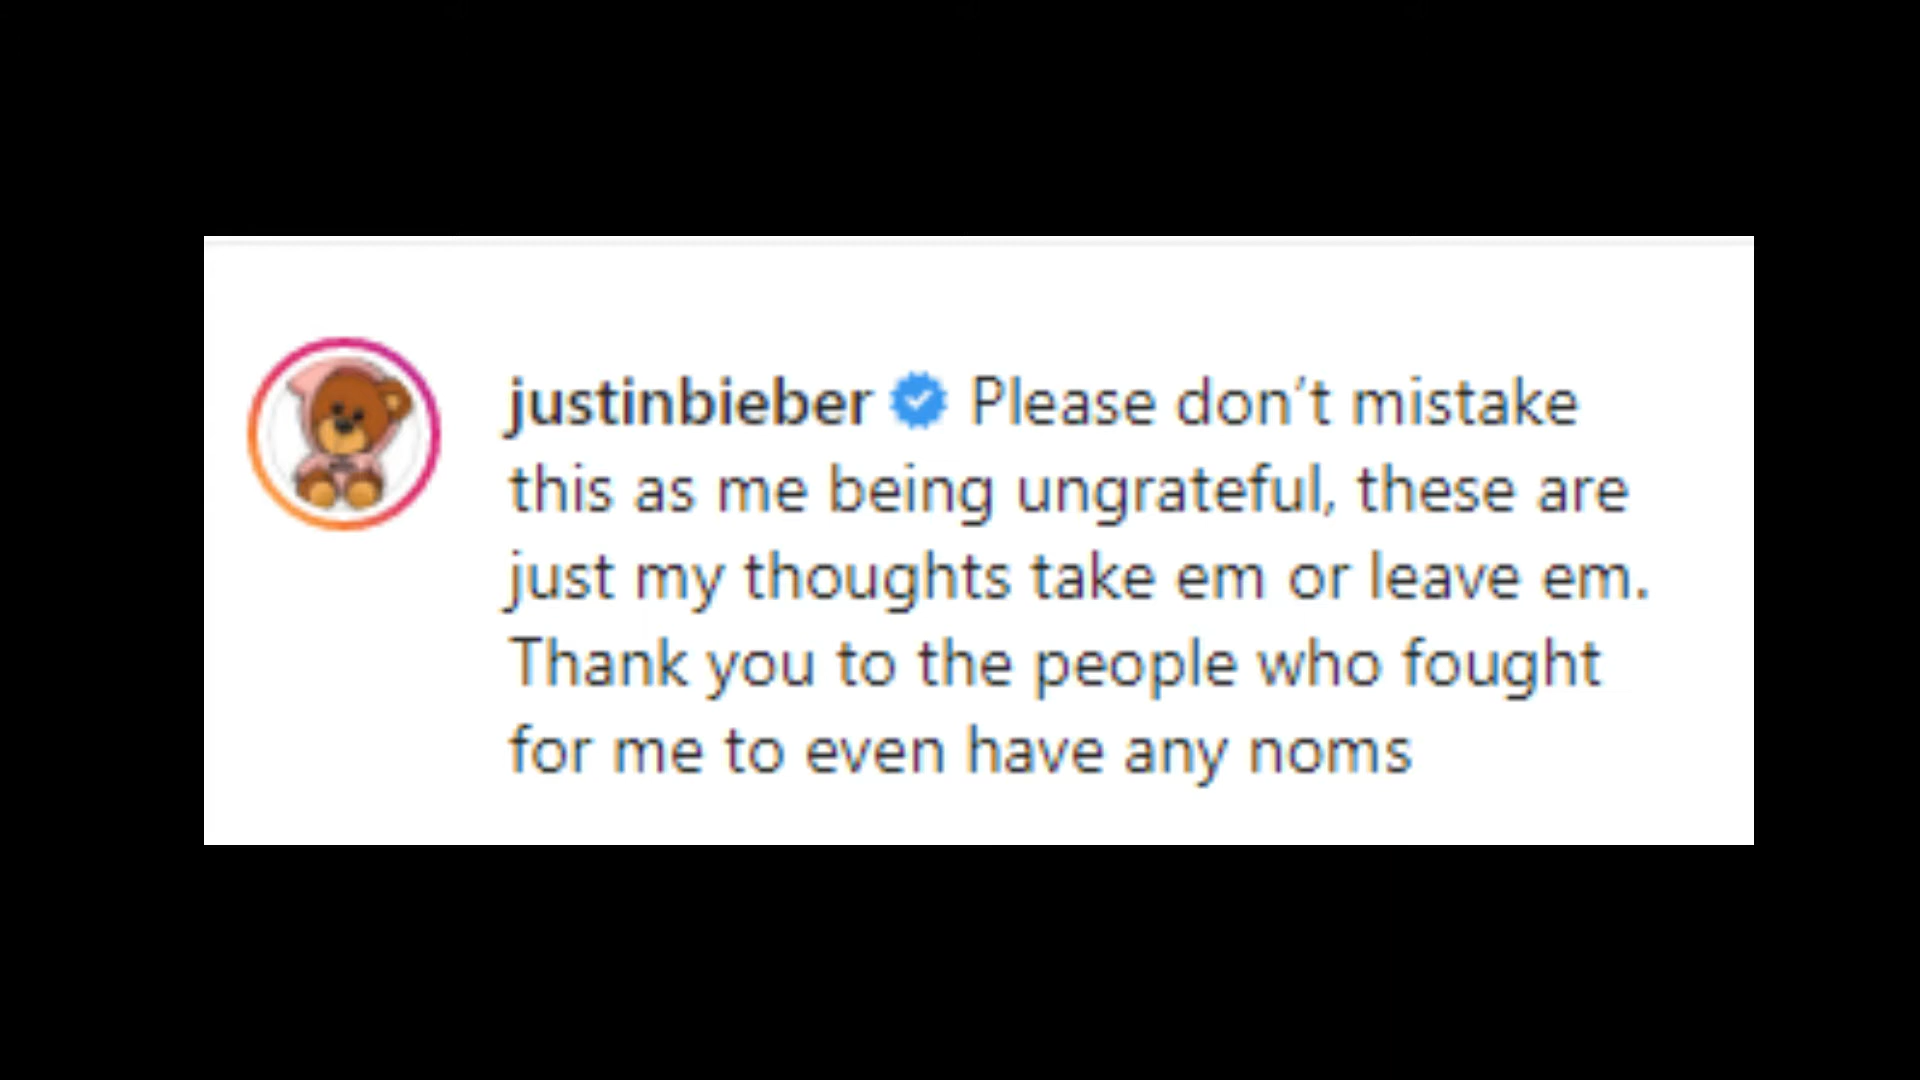 justinbieber Please don’t mistake
this as me being ungrateful, these are
just my thoughts take em or leave em.
Thank you to the people who fought
for me to even have any noms